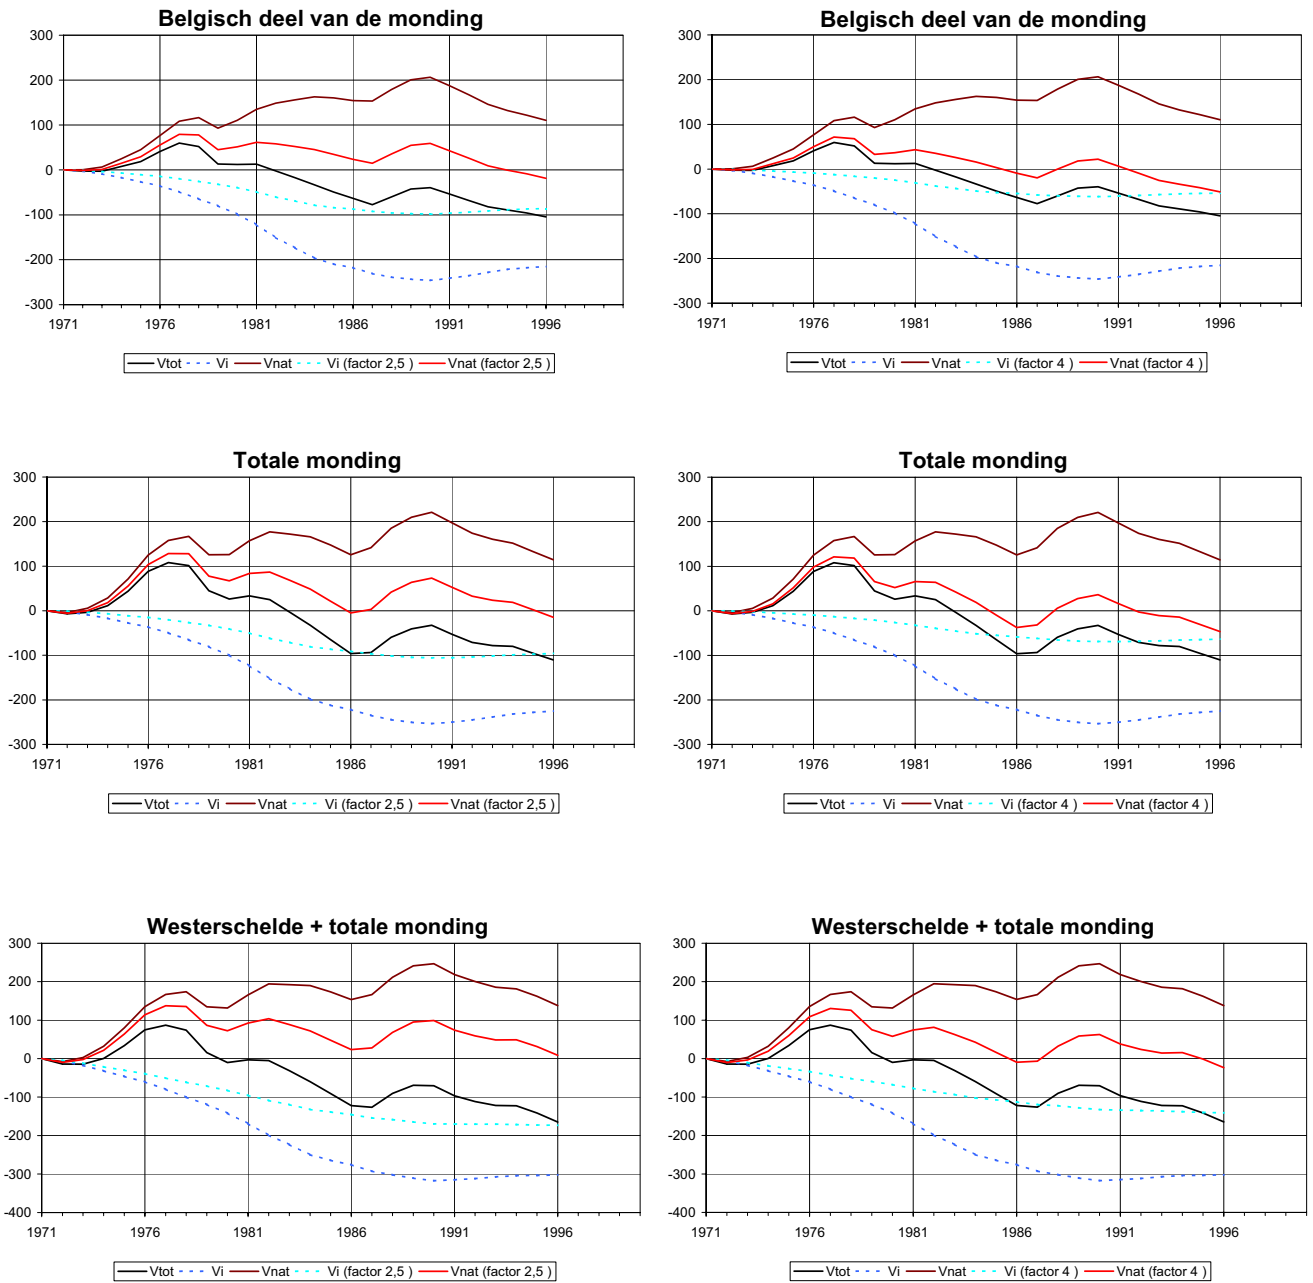 Belgisch deel van de monding
300
200
100
0
-100
-200
-300
1971 1976 1981 1986 1991 1996
Vtot Vi Vnat Vi (factor 2,5 ) Vnat (factor 2,5 )
Belgisch deel van de monding
300
200
100
0
-100
-200
-300
1971 1976 1981 1986 1991 1996
Vtot Vi Vnat Vi (factor 4 ) Vnat (factor 4 )
Totale monding
300
200
100
0
-100
-200
-300
1971 1976 1981 1986 1991 1996
Vtot Vi Vnat Vi (factor 2,5 ) Vnat (factor 2,5 )
Totale monding
300
200
100
0
-100
-200
-300
1971 1976 1981 1986 1991 1996
Vtot Vi Vnat Vi (factor 4 ) Vnat (factor 4 )
Westerschelde + totale monding
300
200
100
0
-100
-200
-300
-400
1971 1976 1981 1986 1991 1996
Vtot Vi Vnat Vi (factor 2,5 ) Vnat (factor 2,5 )
Westerschelde + totale monding
300
200
100
0
-100
-200
-300
-400
1971 1976 1981 1986 1991 1996
Vtot Vi Vnat Vi (factor 4 ) Vnat (factor 4 )